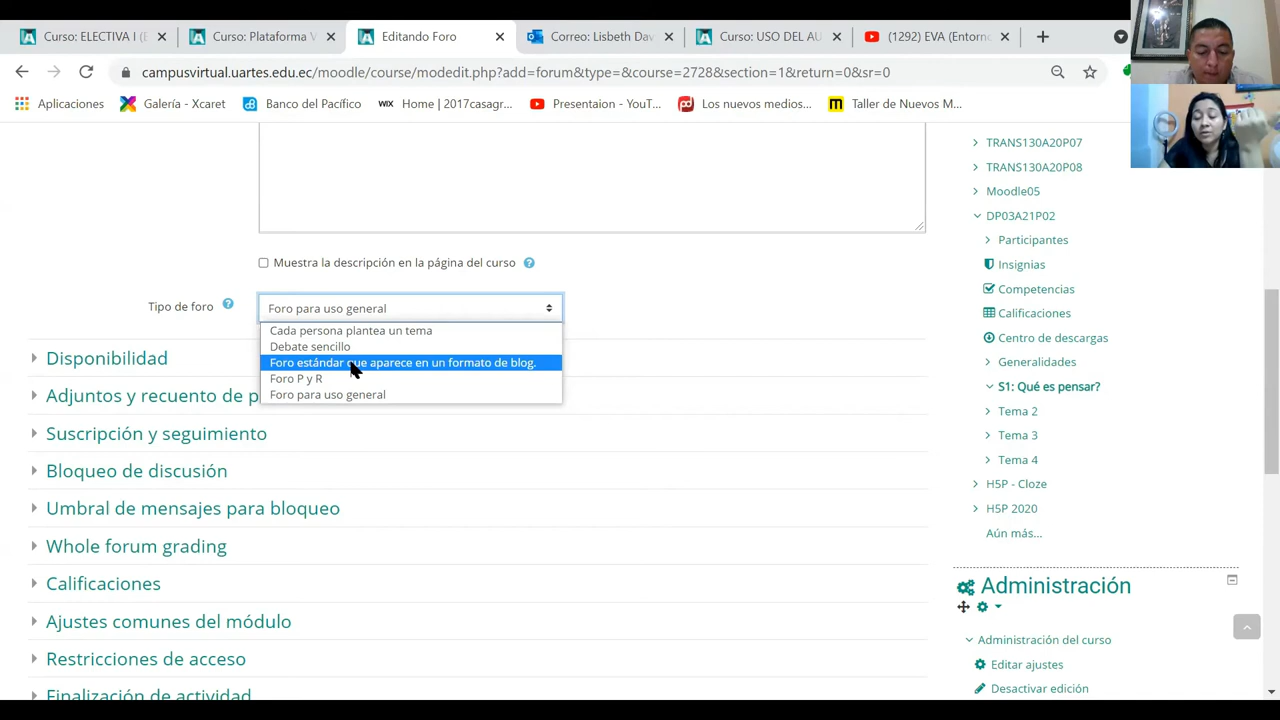 Curso: ELECTIVA I (E
Curso: Plataforma V
Editando Foro
Correo: Lisbeth Dav
Curso: USO DEL AU
(1292) EVA (Entorn
campusvirtual.uartes.edu.ec/moodle/course/modedit.php?add=forum&type=&course=2728&section=1&return=0&sr=0
Aplicaciones
Galería - Xcaret
Banco del Pacífico
WIX Home | 2017casagr...
Presentaion - YouT...
Los nuevos medios...
Taller de Nuevos M...
Muestra la descripción en la página del curso
Tipo de foro
Foro para uso general
Cada persona plantea un tema
Debate sencillo
Foro estándar que aparece en un formato de blog.
Foro P y R
Foro para uso general
Disponibilidad
Adjuntos y recuento de p
Suscripción y seguimiento
Bloqueo de discusión
Umbral de mensajes para bloqueo
Whole forum grading
Calificaciones
Ajustes comunes del módulo
Restricciones de acceso
Finalización de actividad
TRANS130A20P07
TRANS130A20P08
Moodle05
DP03A21P02
Participantes
Insignias
Competencias
Calificaciones
Centro de descargas
Generalidades
S1: Qué es pensar?
Tema 2
Tema 3
Tema 4
H5P - Cloze
H5P 2020
Aún más...
Administración
Administración del curso
Editar ajustes
Desactivar edición